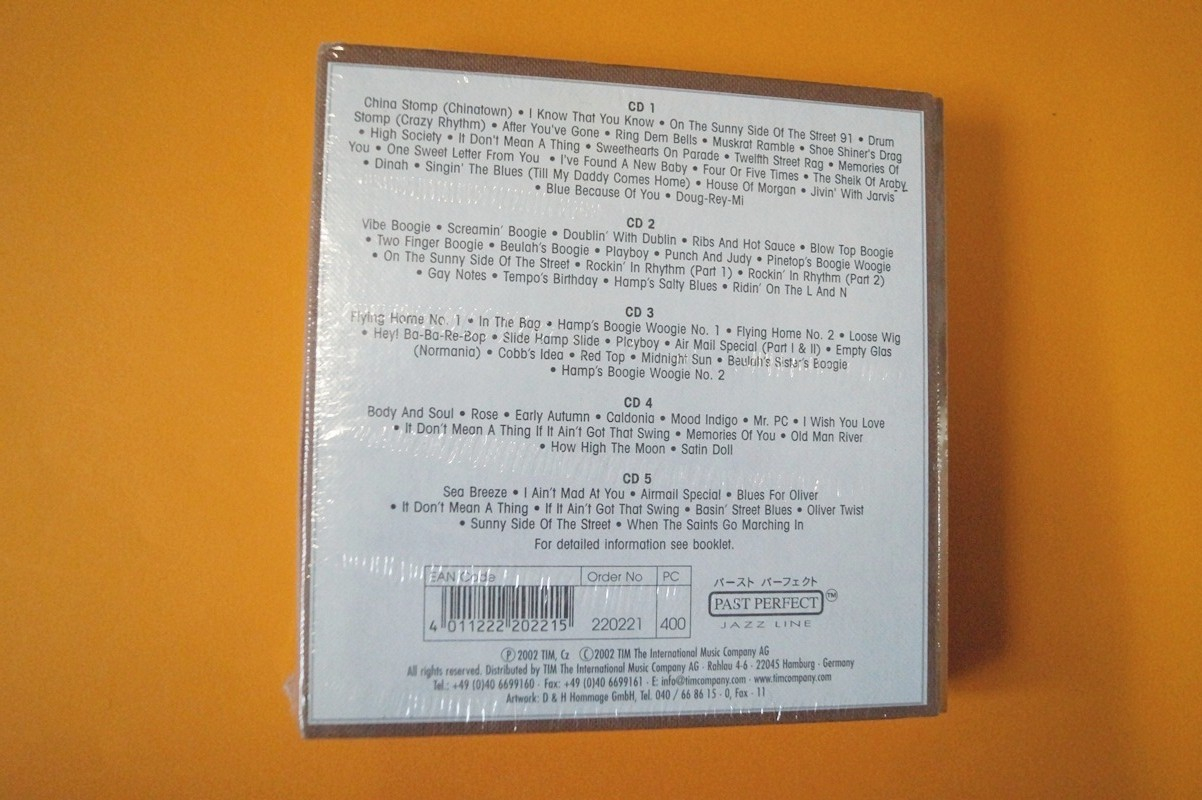 CD 1
China Stomp (Chinatown) • I Know That You Know • On The Sunny Side Of The Street 91 • Drum
Stomp (Crazy Rhythm) • After You've Gone • Ring Dem Bells • Muskrat Ramble • Shoe Shiner's Drag
• High Society • It Don't Mean A Thing • Sweethearts On Parade • Twelfth Street Rag • Memories Of
You • One Sweet Letter From You • I've Found A New Baby • Four Or Five Times • The Sheik Of Araby
• Dinah • Singin' The Blues (Till My Daddy Comes Home) • House Of Morgan • Jivin' With Jarvis
• Blue Because Of You • Doug-Rey-Mi
CD 2
Vibe Boogie • Screamin' Boogie • Doublin' With Dublin • Ribs And Hot Sauce • Blow Top Boogie
• Two Finger Boogie • Beulah's Boogie • Playboy • Punch And Judy • Pinetop's Boogie Woogie
• On The Sunny Side Of The Street • Rockin' In Rhythm (Part 1) • Rockin' In Rhythm (Part 2)
• Gay Notes • Tempo's Birthday • Hamp's Salty Blues • Ridin' On The L And N
CD 3
Flying Home No. 1 • In The Bag • Hamp's Boogie Woogie No. 1 • Flying Home No. 2 • Loose Wig
• Hey! Ba-Ba-Re-Bop • Slide Hamp Slide • Playboy • Air Mail Special (Part I & II) • Empty Glas
(Normania) • Cobb's Idea • Red Top • Midnight Sun • Beulah's Sister's Boogie
• Hamp's Boogie Woogie No. 2
CD 4
Body And Soul • Rose • Early Autumn • Caldonia • Mood Indigo • Mr. PC • I Wish You Love
• It Don't Mean A Thing If It Ain't Got That Swing • Memories Of You • Old Man River
• How High The Moon • Satin Doll
CD 5
Sea Breeze • I Ain't Mad At You • Airmail Special • Blues For Oliver
• It Don't Mean A Thing • If It Ain't Got That Swing • Basin' Street Blues • Oliver Twist
• Sunny Side Of The Street • When The Saints Go Marching In
For detailed information see booklet.
EAN Code Order No PC
4 011222 202215 220221 400
パースト パーフェクト
PAST PERFECT ™
JAZZ LINE
Ⓟ 2002 TIM, Cz Ⓒ 2002 TIM The International Music Company AG
All rights reserved. Distributed by TIM The International Music Company AG · Rahlau 4-6 · 22045 Hamburg · Germany
Tel.: +49 (0)40 6699160 · Fax: +49 (0)40 6699161 · E: info@timcompany.com · www.timcompany.com
Artwork: D & H Hommage GmbH, Tel. 040 / 66 86 15 - 0, Fax - 11